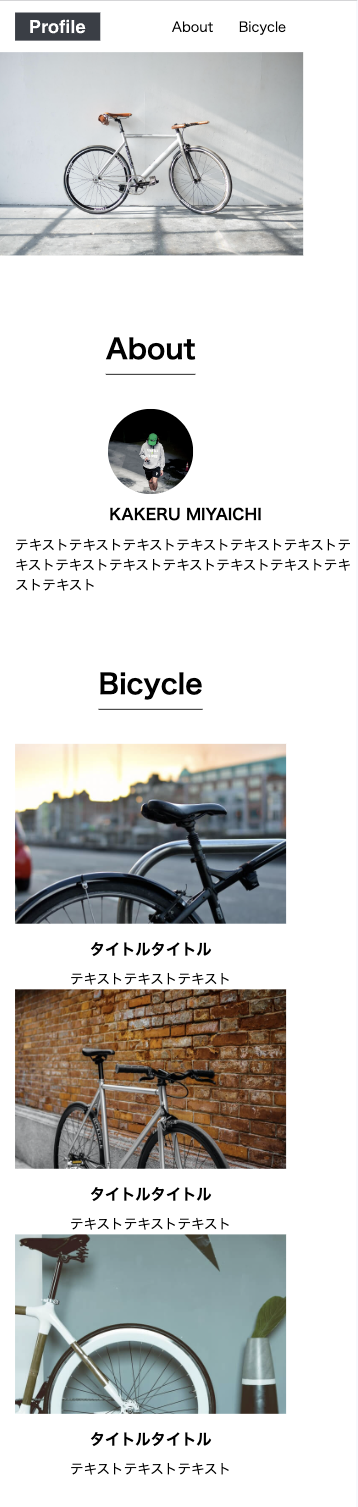 Profile
About Bicycle
About
KAKERU MIYAICHI
テキストテキストテキストテキストテキストテキストテ
キストテキストテキストテキストテキストテキストテキ
ストテキスト
Bicycle
タイトルタイトル
テキストテキストテキスト
タイトルタイトル
テキストテキストテキスト
タイトルタイトル
テキストテキストテキスト